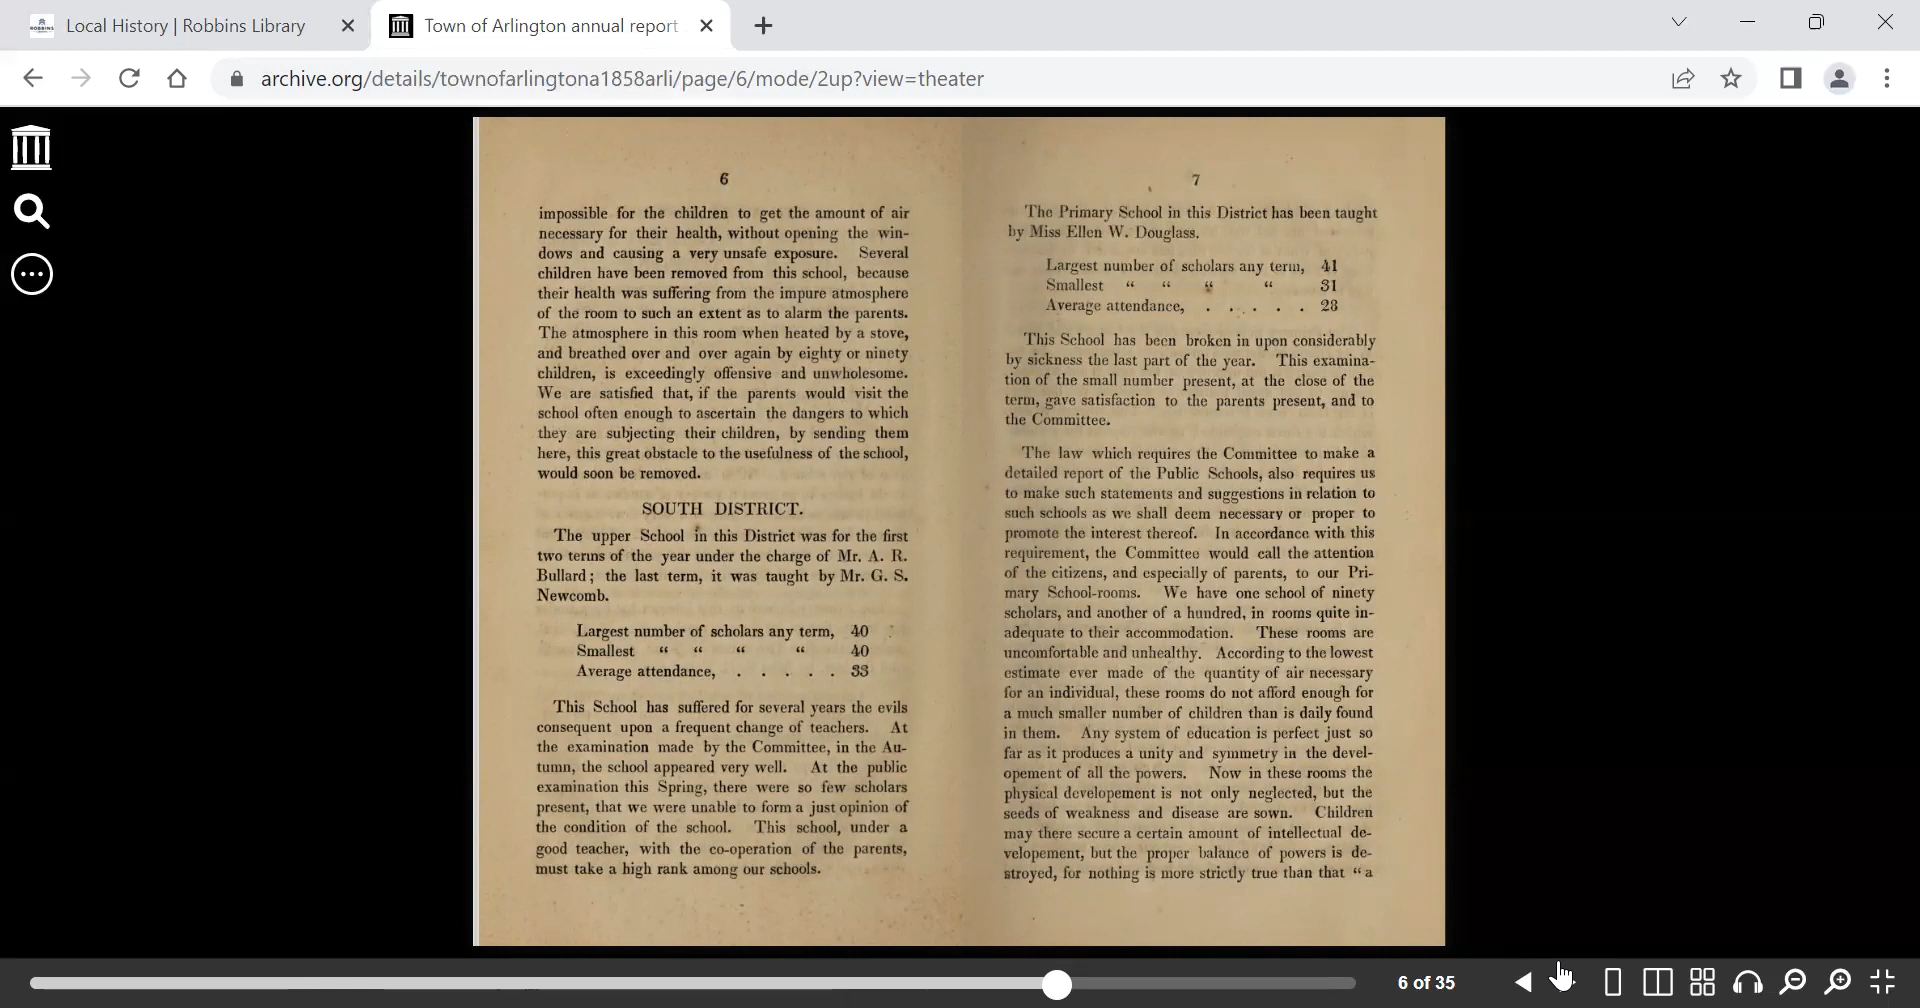 Local History | Robbins Library
Town of Arlington annual report
archive.org/details/townofarlingtona1858arli/page/6/mode/2up?view=theater
6
impossible for the children to get the amount of air
necessary for their health, without opening the win-
dows and causing a very unsafe exposure. Several
children have been removed from this school, because
their health was suffering from the impure atmosphere
of the room to such an extent as to alarm the parents.
The atmosphere in this room when heated by a stove,
and breathed over and over again by eighty or ninety
children, is exceedingly offensive and unwholesome.
We are satisfied that, if the parents would visit the
school often enough to ascertain the dangers to which
they are subjecting their children, by sending them
here, this great obstacle to the usefulness of the school,
would soon be removed.
SOUTH DISTRICT.
The upper School in this District was for the first
two terms of the year under the charge of Mr. A. R.
Bullard; the last term, it was taught by Mr. G. S.
Newcomb.
Largest number of scholars any term, 40
Smallest " " " " 40
Average attendance, . . . . . 33
This School has suffered for several years the evils
consequent upon a frequent change of teachers. At
the examination made by the Committee, in the Au-
tumn, the school appeared very well. At the public
examination this Spring, there were so few scholars
present, that we were unable to form a just opinion of
the condition of the school. This school, under a
good teacher, with the co-operation of the parents,
must take a high rank among our schools.
7
The Primary School in this District has been taught
by Miss Ellen W. Douglass.
Largest number of scholars any term, 41
Smallest " " " " 31
Average attendance, . . . . . 23
This School has been broken in upon considerably
by sickness the last part of the year. This examina-
tion of the small number present, at the close of the
term, gave satisfaction to the parents present, and to
the Committee.
The law which requires the Committee to make a
detailed report of the Public Schools, also requires us
to make such statements and suggestions in relation to
such schools as we shall deem necessary or proper to
promote the interest thereof. In accordance with this
requirement, the Committee would call the attention
of the citizens, and especially of parents, to our Pri-
mary School-rooms. We have one school of ninety
scholars, and another of a hundred, in rooms quite in-
adequate to their accommodation. These rooms are
uncomfortable and unhealthy. According to the lowest
estimate ever made of the quantity of air necessary
for an individual, these rooms do not afford enough for
a much smaller number of children than is daily found
in them. Any system of education is perfect just so
far as it produces a unity and symmetry in the devel-
opement of all the powers. Now in these rooms the
physical developement is not only neglected, but the
seeds of weakness and disease are sown. Children
may there secure a certain amount of intellectual de-
velopement, but the proper balance of powers is de-
stroyed, for nothing is more strictly true than that "a
6 of 35